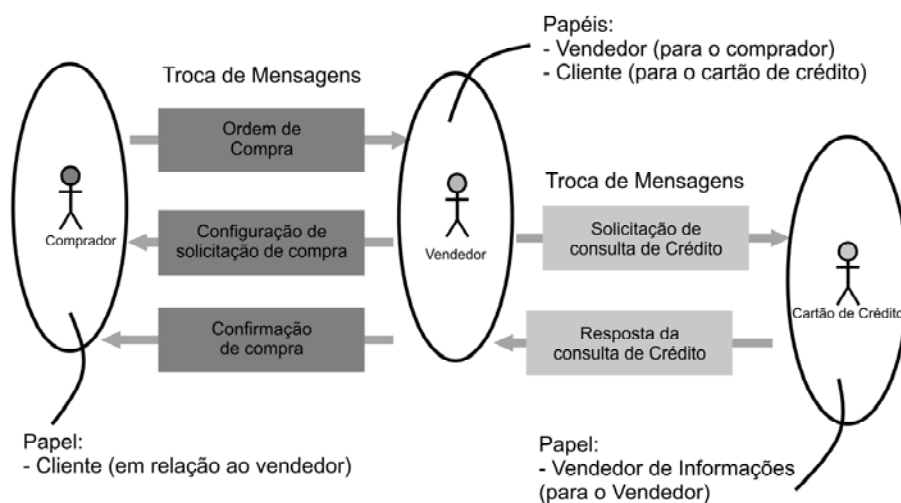 Papéis:
- Vendedor (para o comprador)
- Cliente (para o cartão de crédito)
Troca de Mensagens
Ordem de
Compra
Troca de Mensagens
Comprador
Configuração de
solicitação de compra
Vendedor
Solicitação de
consulta de Crédito
Cartão de Crédito
Confirmação
de compra
Resposta da
consulta de Crédito
Papel:
- Cliente (em relação ao vendedor)
Papel:
- Vendedor de Informações
(para o Vendedor)